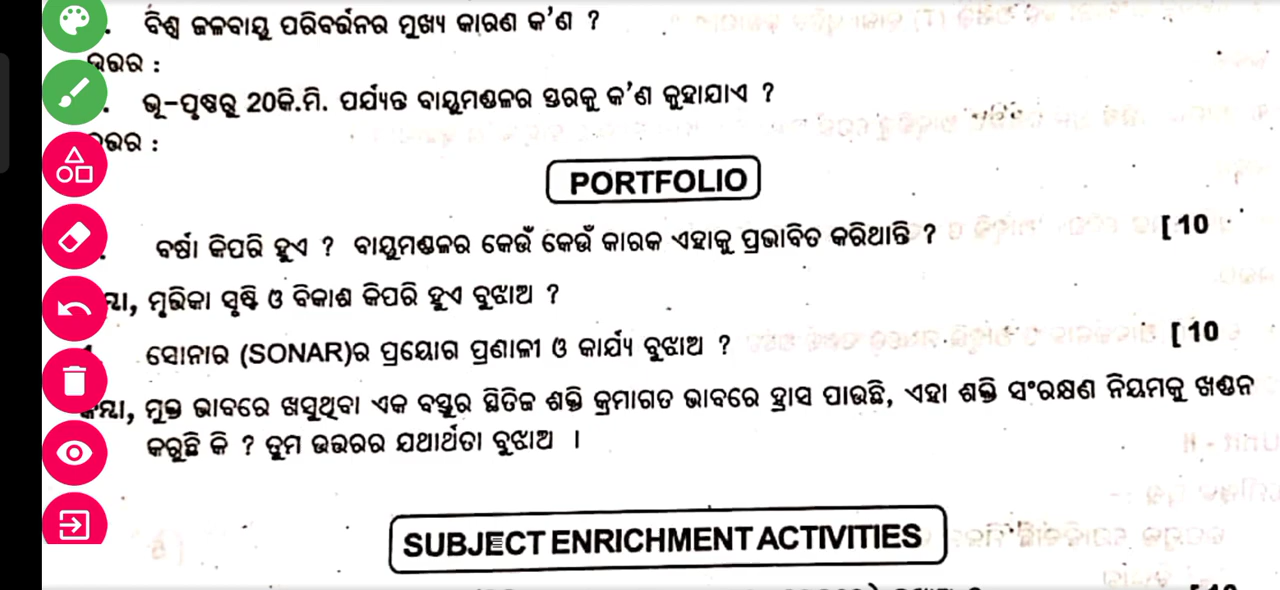 ବିଶ୍ୱ ଜଳବାୟୁ ପରିବର୍ତ୍ତନର ମୁଖ୍ୟ କାରଣ କ'ଣ ?
ଉତ୍ତର :
ଭୂ-ପୃଷ୍ଠରୁ 20କି.ମି. ପର୍ଯ୍ୟନ୍ତ ବାୟୁମଣ୍ଡଳର ସ୍ତରକୁ କ'ଣ କୁହାଯାଏ ?
ଉତ୍ତର :
PORTFOLIO
ବର୍ଷା କିପରି ହୁଏ ? ବାୟୁମଣ୍ଡଳର କେଉଁ କେଉଁ କାରକ ଏହାକୁ ପ୍ରଭାବିତ କରିଥାନ୍ତି ? [10
ମ୍ୱା, ମୃତ୍ତିକା ସୃଷ୍ଟି ଓ ବିକାଶ କିପରି ହୁଏ ବୁଝାଅ ?
ସୋନାର (SONAR)ର ପ୍ରୟୋଗ ପ୍ରଣାଳୀ ଓ କାର୍ଯ୍ୟ ବୁଝାଅ ? [10
କିମ୍ୱା, ମୁକ୍ତ ଭାବରେ ଖସୁଥିବା ଏକ ବସ୍ତୁର ସ୍ଥିତିଜ ଶକ୍ତି କ୍ରମାଗତ ଭାବରେ ହ୍ରାସ ପାଉଛି, ଏହା ଶକ୍ତି ସଂରକ୍ଷଣ ନିୟମକୁ ଖଣ୍ଡନ
କରୁଛି କି ? ତୁମ ଉତ୍ତରର ଯଥାର୍ଥତା ବୁଝାଅ ।
SUBJECT ENRICHMENT ACTIVITIES